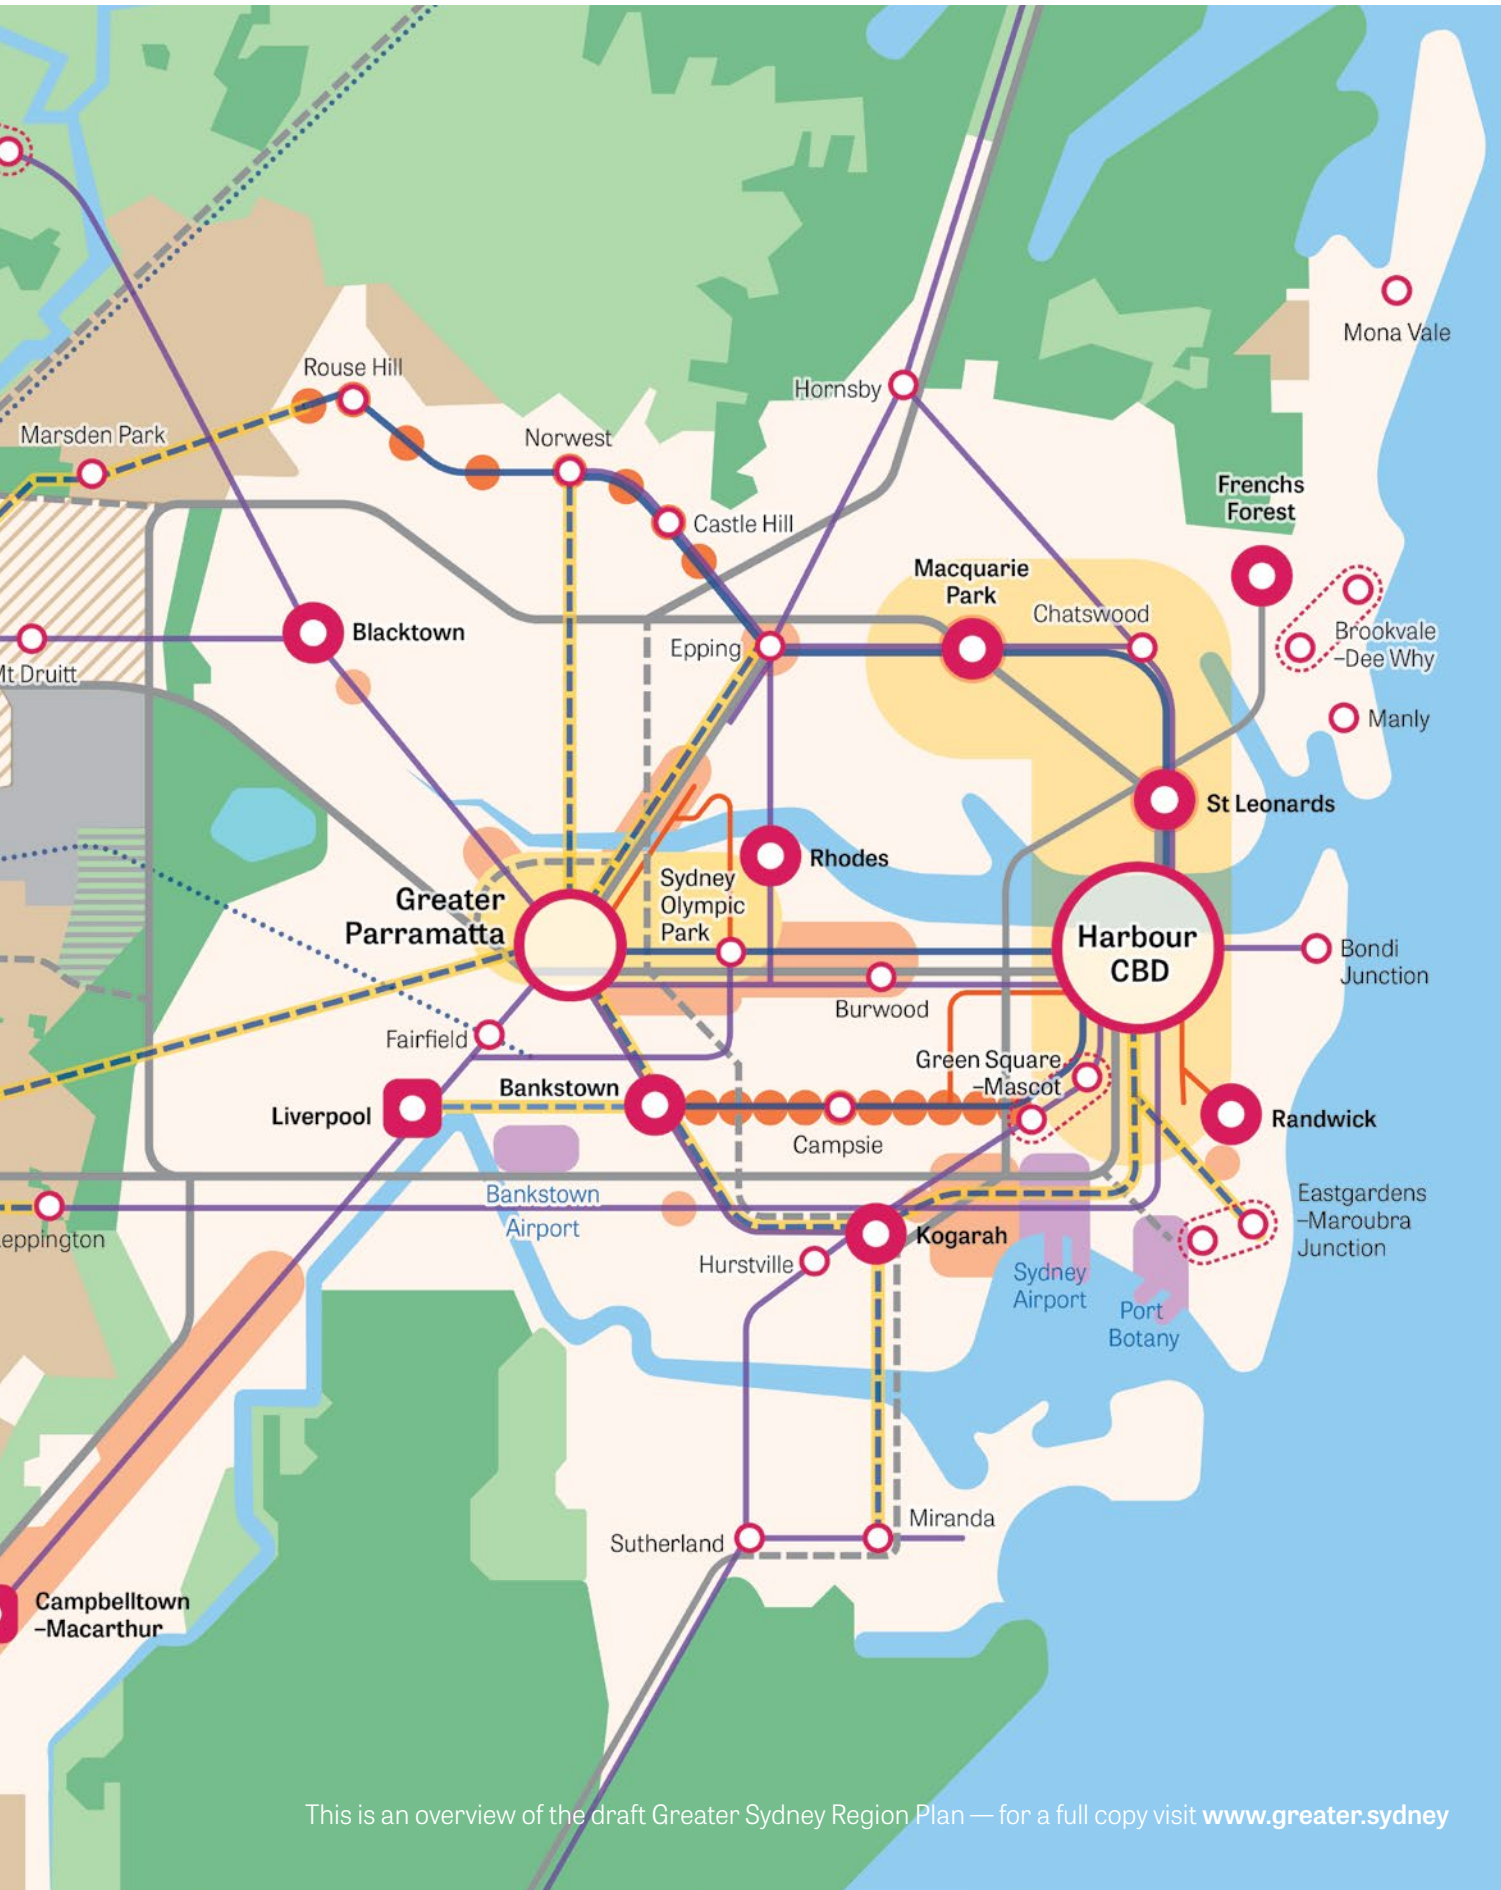 Mona Vale
Rouse Hill
Hornsby
Marsden Park
Norwest
Frenchs
Forest
Castle Hill
Macquarie
Park
Chatswood
Blacktown
Brookvale
–Dee Why
Epping
Mt Druitt
Manly
St Leonards
Rhodes
Greater
Parramatta
Sydney
Olympic
Park
Harbour
CBD
Bondi
Junction
Burwood
Fairfield
Green Square
–Mascot
Bankstown
Liverpool
Randwick
Campsie
Bankstown
Airport
Eastgardens
–Maroubra
Junction
eppington
Kogarah
Hurstville
Sydney
Airport
Port
Botany
Miranda
Sutherland
Campbelltown
–Macarthur
This is an overview of the draft Greater Sydney Region Plan — for a full copy visit www.greater.sydney